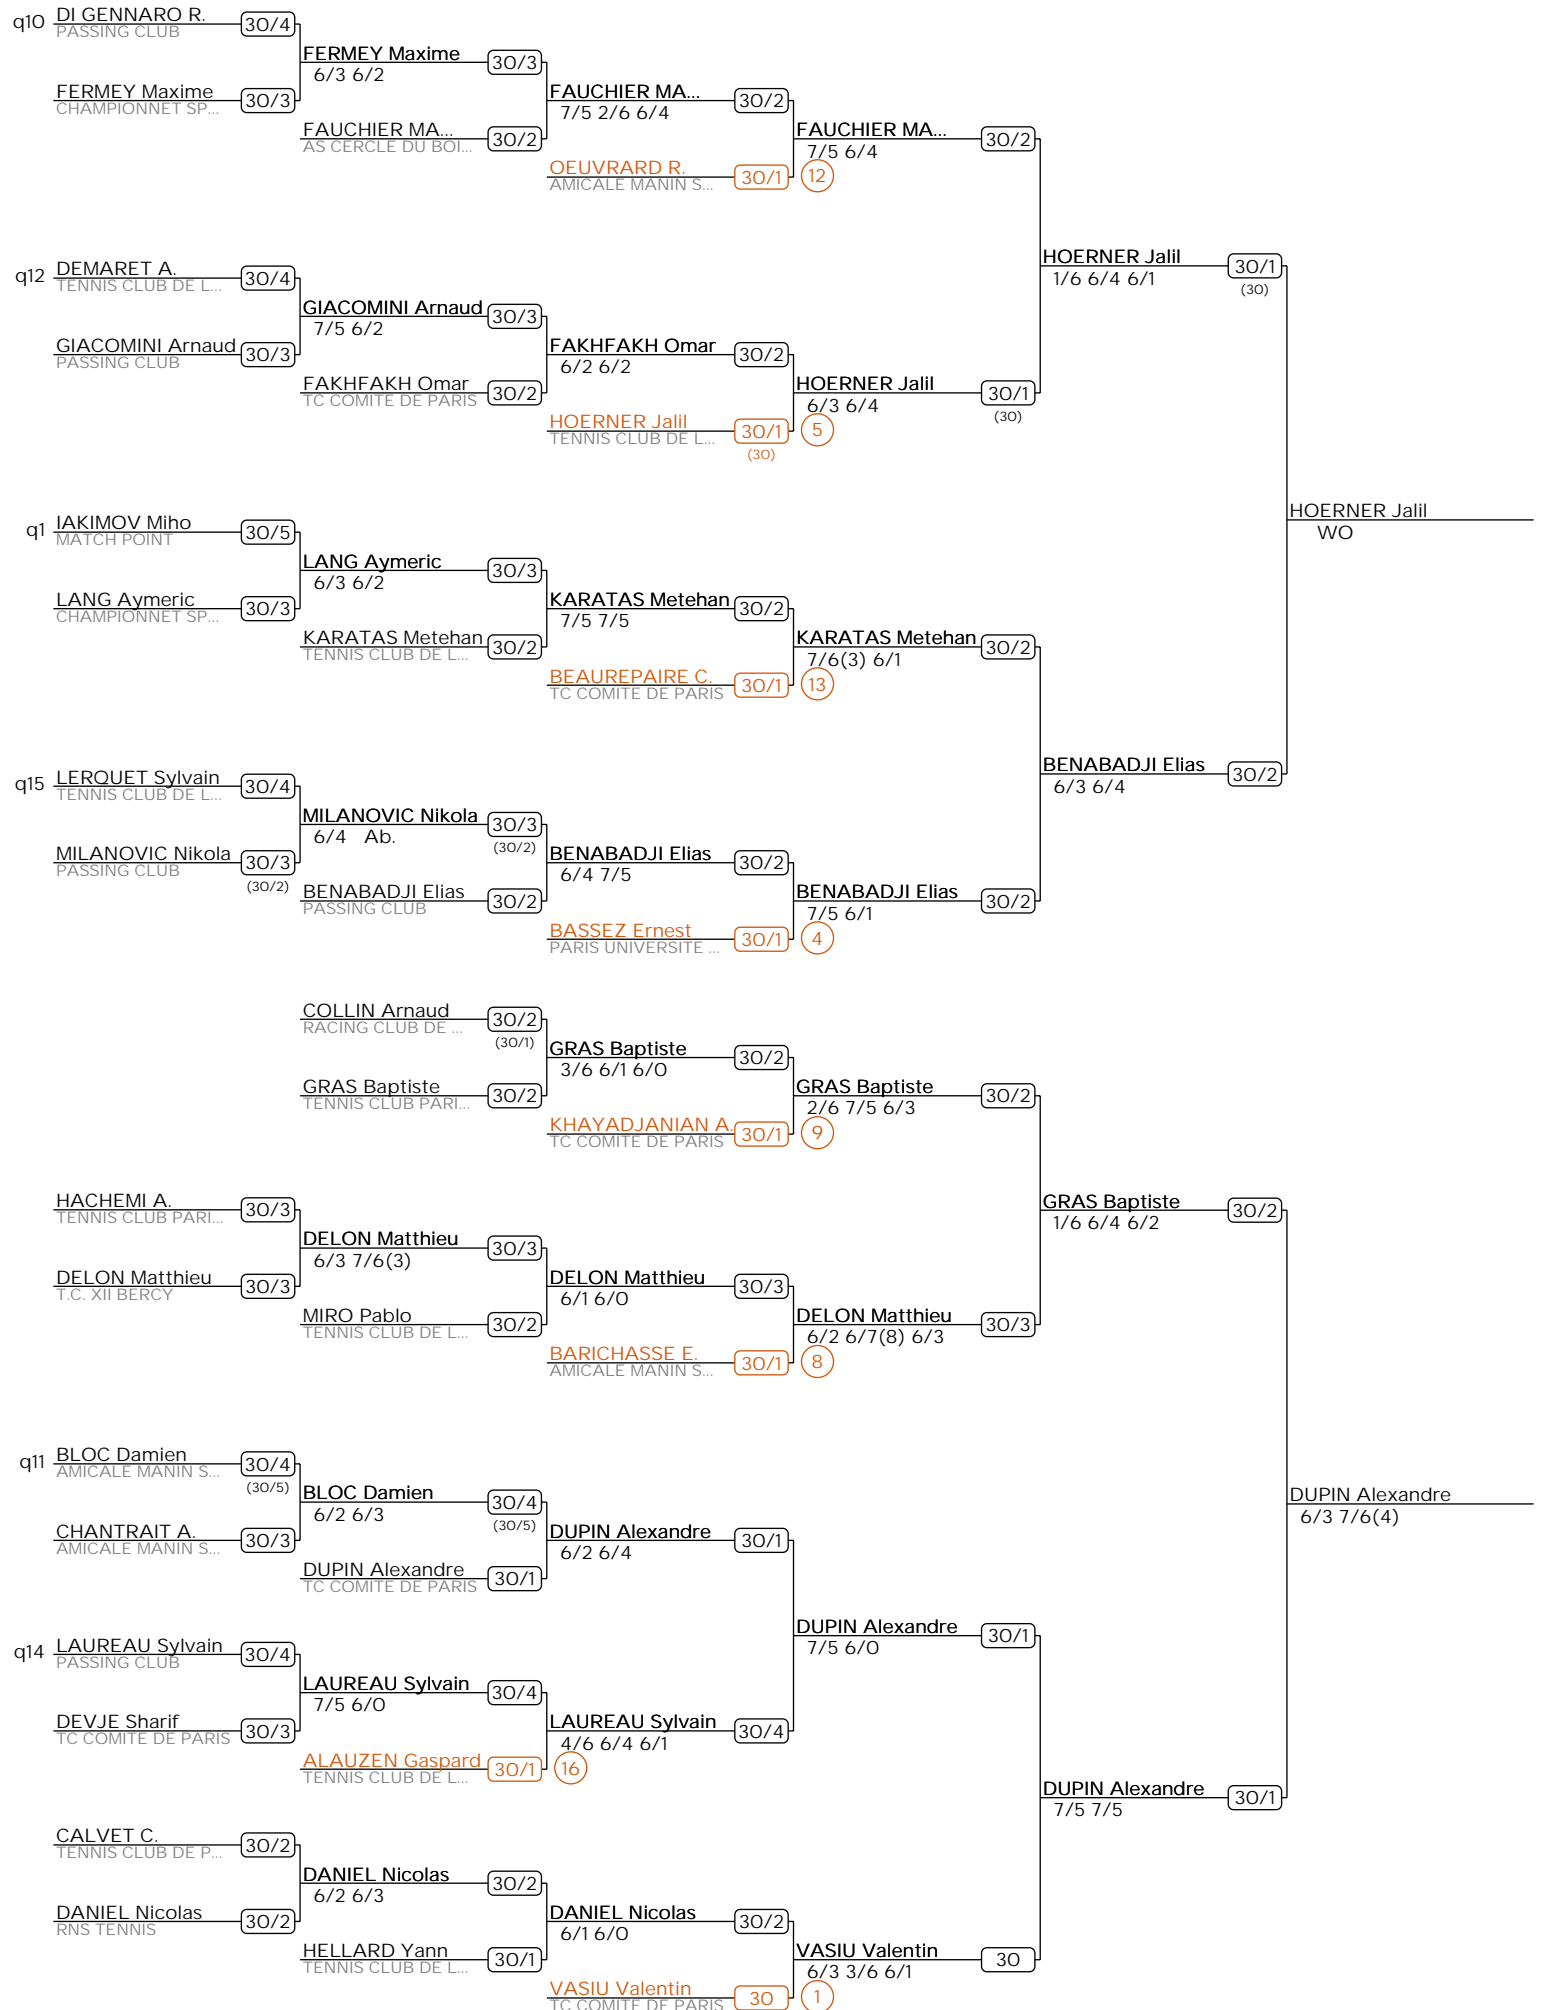 q10 DI GENNARO R. 30/4
PASSING CLUB
FERMEY Maxime 30/3
6/3 6/2
FERMEY Maxime 30/3
CHAMPIONNET SP...
FAUCHIER MA... 30/2
7/5 2/6 6/4
FAUCHIER MA... 30/2
AS CERCLE DU BOI...
FAUCHIER MA... 30/2
7/5 6/4
OEUVRARD R. 30/1 12
AMICALE MANIN S...
HOERNER Jalil 30/1
1/6 6/4 6/1 (30)
q12 DEMARET A. 30/4
TENNIS CLUB DE L...
GIACOMINI Arnaud 30/3
7/5 6/2
GIACOMINI Arnaud 30/3
PASSING CLUB
FAKHFAKH Omar 30/2
6/2 6/2
FAKHFAKH Omar 30/2
TC COMITE DE PARIS
HOERNER Jalil 30/1
6/3 6/4 (30)
HOERNER Jalil 30/1 5
TENNIS CLUB DE L...
(30)
HOERNER Jalil
WO
q1 IAKIMOV Miho 30/5
MATCH POINT
LANG Aymeric 30/3
6/3 6/2
LANG Aymeric 30/3
CHAMPIONNET SP...
KARATAS Metehan 30/2
7/5 7/5
KARATAS Metehan 30/2
TENNIS CLUB DE L...
KARATAS Metehan 30/2
7/6(3) 6/1
BEAUREPAIRE C. 30/1 13
TC COMITE DE PARIS
BENABADJI Elias 30/2
6/3 6/4
q15 LERQUET Sylvain 30/4
TENNIS CLUB DE L...
MILANOVIC Nikola 30/3
6/4 Ab. (30/2)
MILANOVIC Nikola 30/3
PASSING CLUB
(30/2)
BENABADJI Elias 30/2
6/4 7/5
BENABADJI Elias 30/2
PASSING CLUB
BENABADJI Elias 30/2
7/5 6/1
BASSEZ Ernest 30/1 4
PARIS UNIVERSITE ...
COLLIN Arnaud 30/2
RACING CLUB DE ...
(30/1)
GRAS Baptiste 30/2
3/6 6/1 6/0
GRAS Baptiste 30/2
TENNIS CLUB PARI...
GRAS Baptiste 30/2
2/6 7/5 6/3
KHAYADJANIAN A. 30/1 9
TC COMITE DE PARIS
GRAS Baptiste 30/2
1/6 6/4 6/2
HACHEMI A. 30/3
TENNIS CLUB PARI...
DELON Matthieu 30/3
6/3 7/6(3)
DELON Matthieu 30/3
T.C. XII BERCY
DELON Matthieu 30/3
6/1 6/0
MIRO Pablo 30/2
TENNIS CLUB DE L...
DELON Matthieu 30/3
6/2 6/7(8) 6/3
BARICHASSE E. 30/1 8
AMICALE MANIN S...
q11 BLOC Damien 30/4
AMICALE MANIN S...
(30/5)
BLOC Damien 30/4
6/2 6/3 (30/5)
CHANTRAIT A. 30/3
AMICALE MANIN S...
DUPIN Alexandre 30/1
6/2 6/4
DUPIN Alexandre 30/1
TC COMITE DE PARIS
DUPIN Alexandre
6/3 7/6(4)
DUPIN Alexandre 30/1
7/5 6/0
q14 LAUREAU Sylvain 30/4
PASSING CLUB
LAUREAU Sylvain 30/4
7/5 6/0
DEVJE Sharif 30/3
TC COMITE DE PARIS
LAUREAU Sylvain 30/4
4/6 6/4 6/1
ALAUZEN Gaspard 30/1 16
TENNIS CLUB DE L...
DUPIN Alexandre 30/1
7/5 7/5
CALVET C. 30/2
TENNIS CLUB DE P...
DANIEL Nicolas 30/2
6/2 6/3
DANIEL Nicolas 30/2
RNS TENNIS
DANIEL Nicolas 30/2
6/1 6/0
HELLARD Yann 30/1
TENNIS CLUB DE L...
VASIU Valentin 30
6/3 3/6 6/1
VASIU Valentin 30 1
TC COMITE DE PARIS